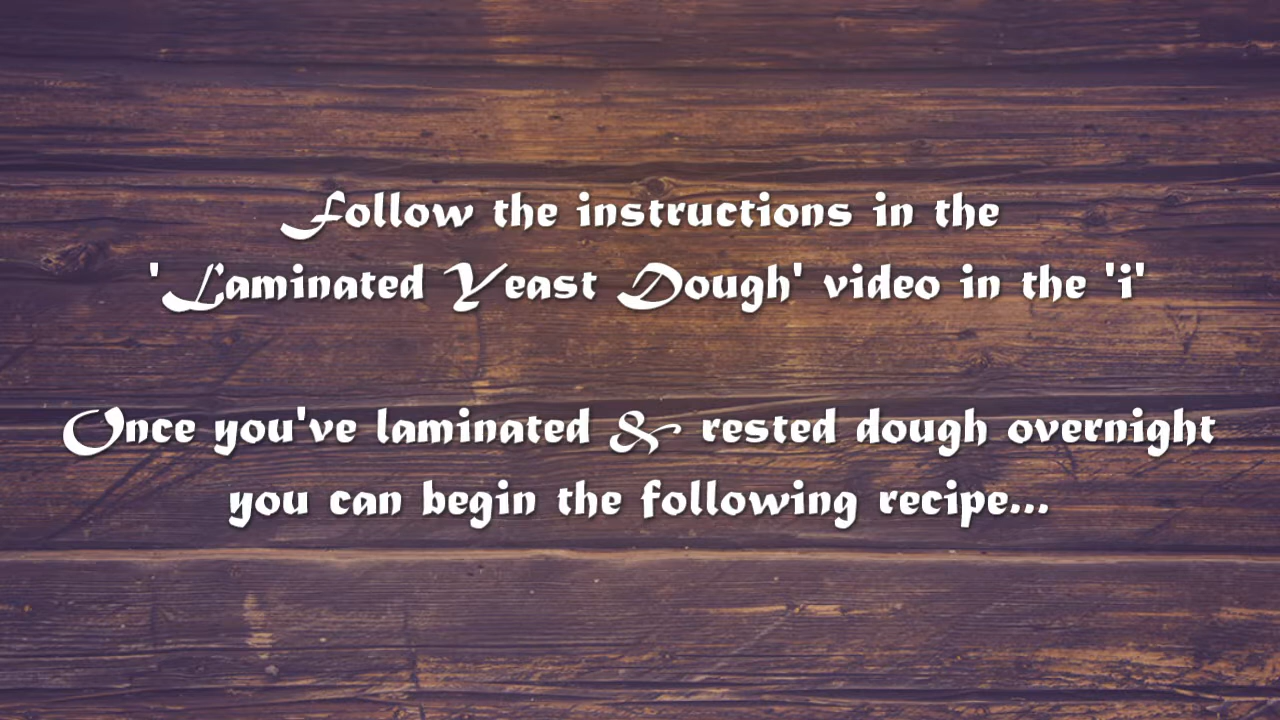 Follow the instructions in the
'Laminated Yeast Dough' video in the 'i'
Once you've laminated & rested dough overnight
you can begin the following recipe...